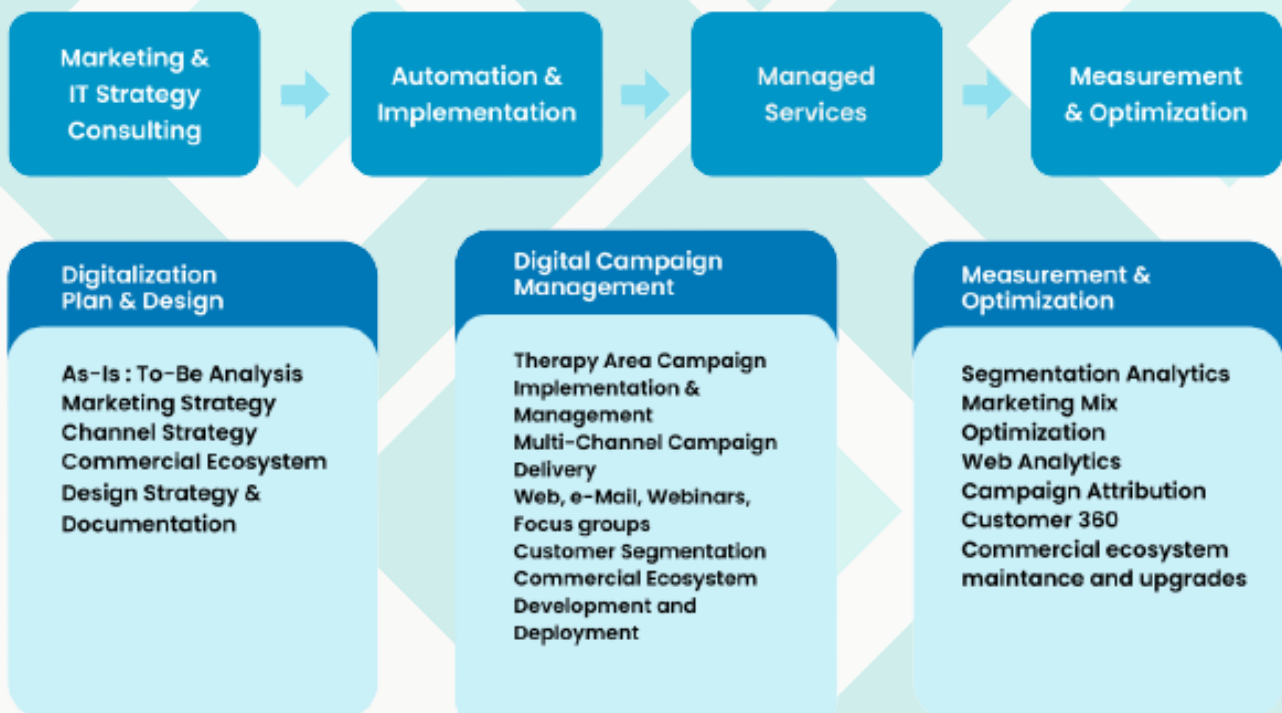 Marketing &
IT Strategy
Consulting
Automation &
Implementation
Managed
Services
Measurement
& Optimization
Digitalization
Plan & Design
As-Is : To-Be Analysis
Marketing Strategy
Channel Strategy
Commercial Ecosystem
Design Strategy &
Documentation
Digital Campaign
Management
Therapy Area Campaign
Implementation &
Management
Multi-Channel Campaign
Delivery
Web, e-Mail, Webinars,
Focus groups
Customer Segmentation
Commercial Ecosystem
Development and
Deployment
Measurement &
Optimization
Segmentation Analytics
Marketing Mix
Optimization
Web Analytics
Campaign Attribution
Customer 360
Commercial ecosystem
maintance and upgrades